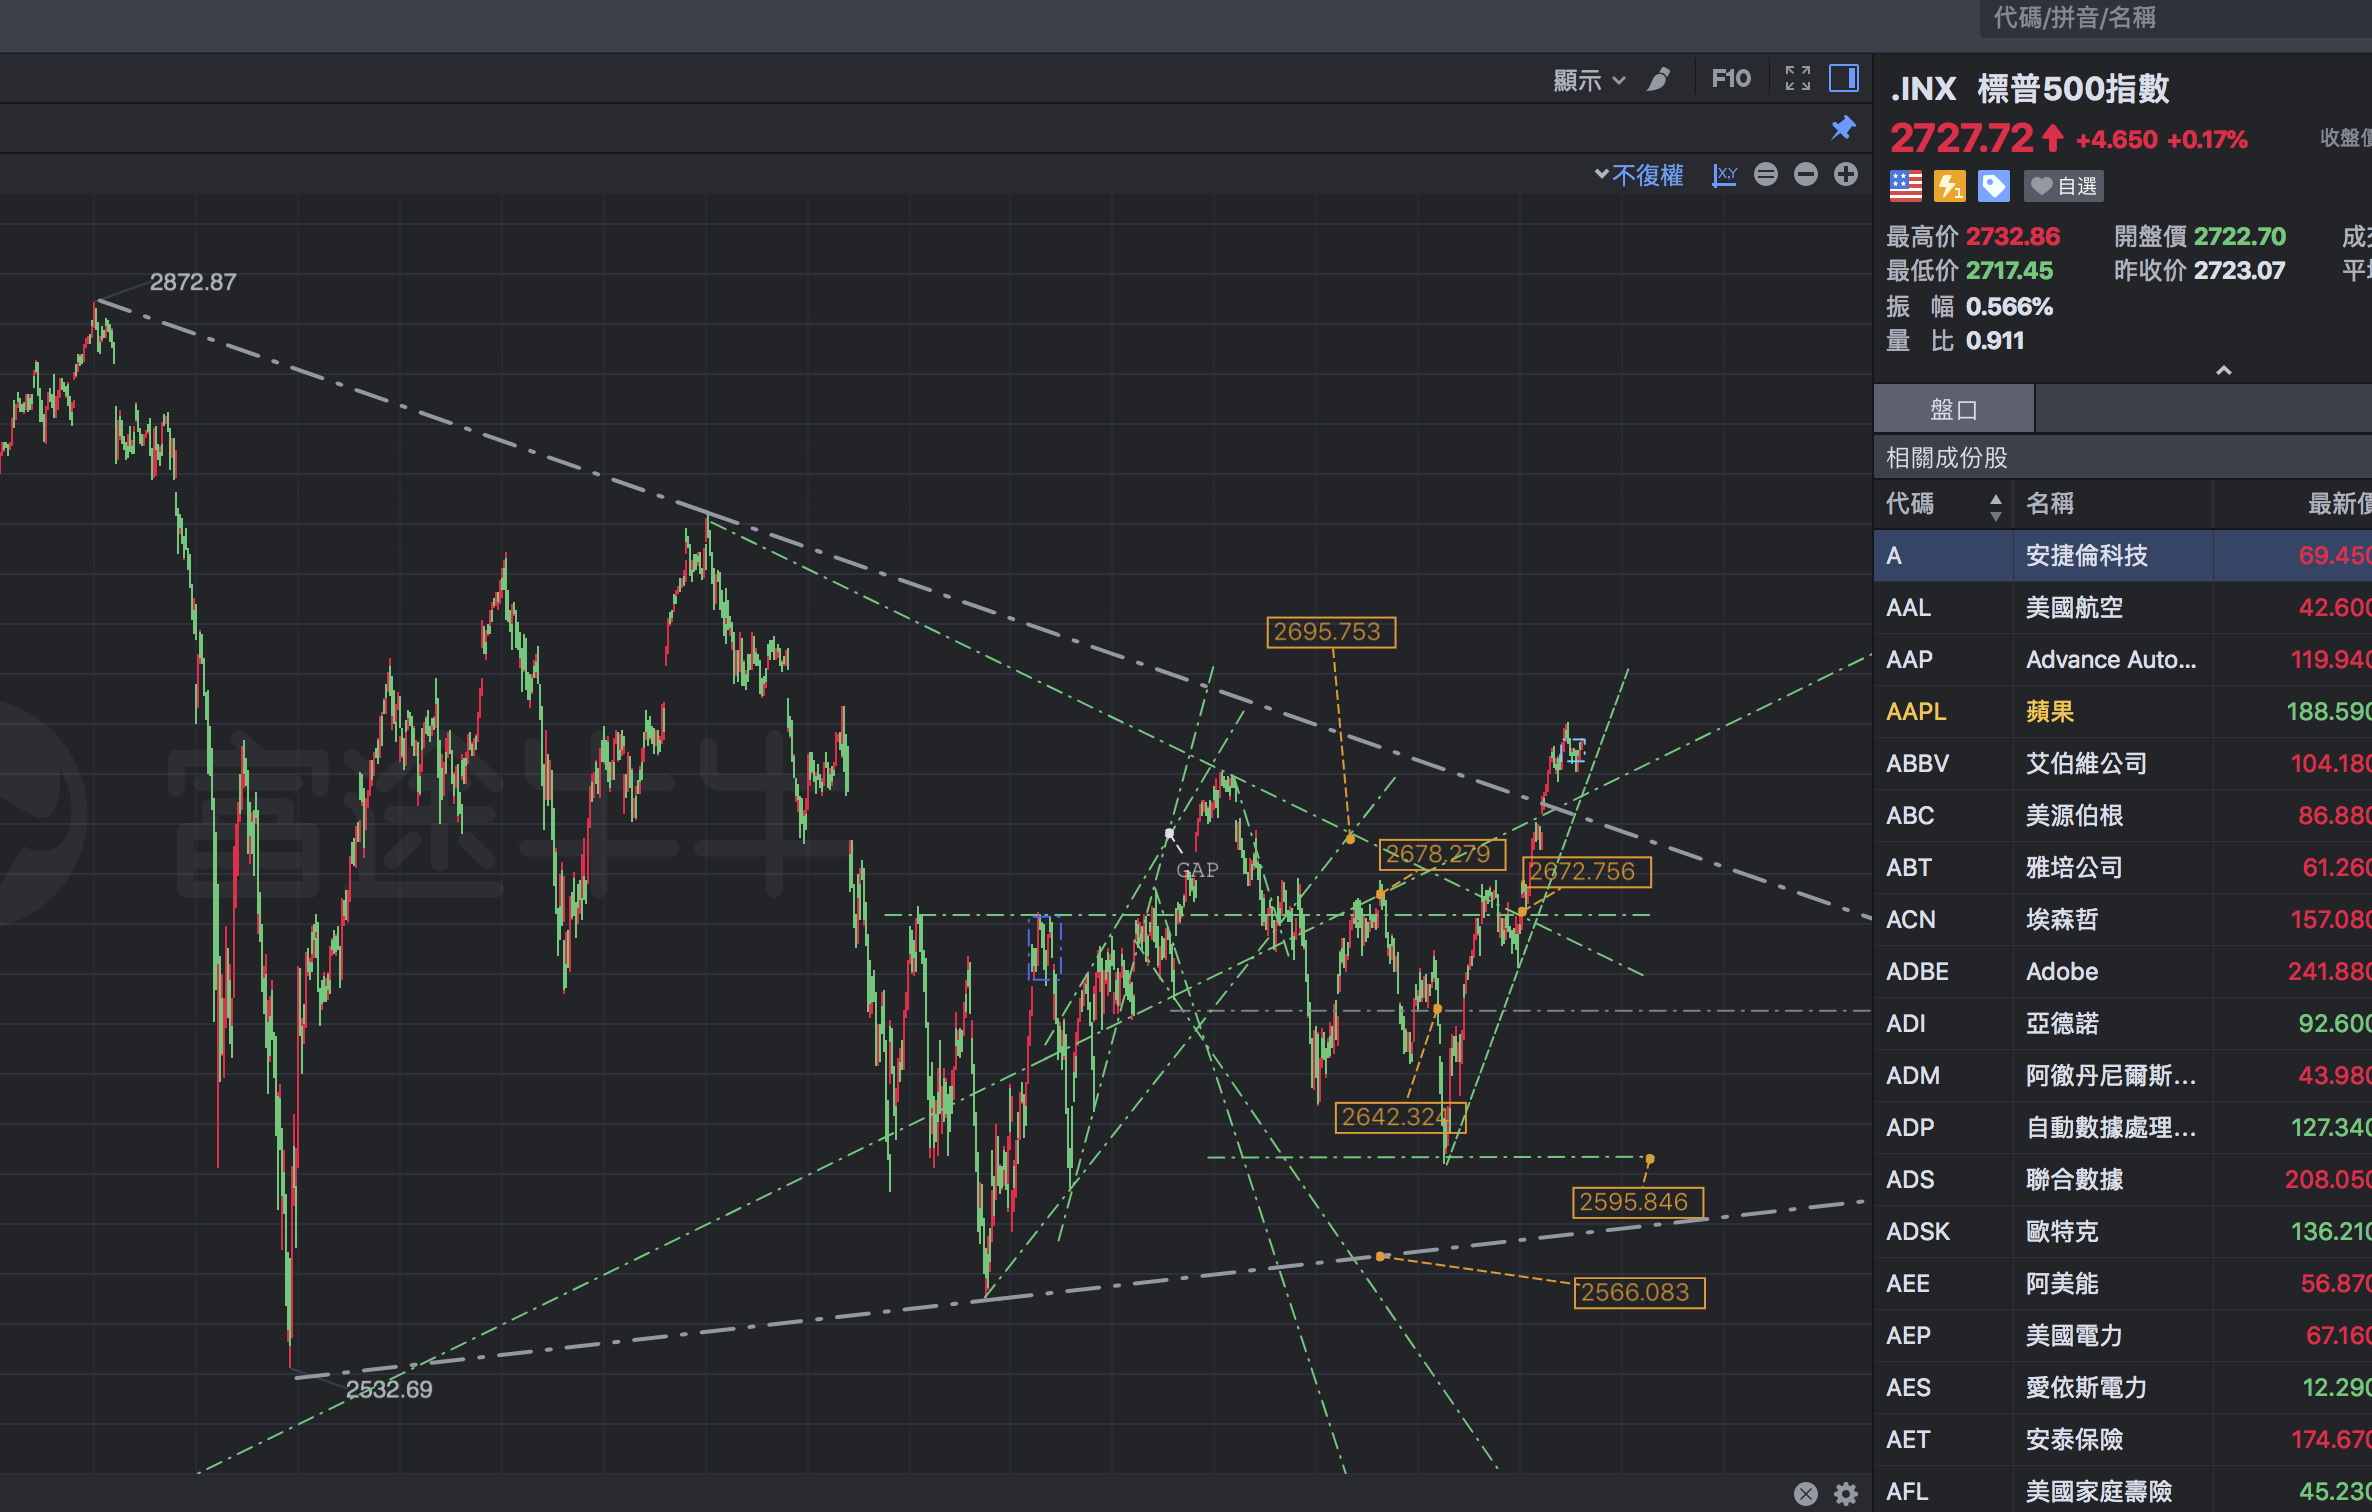 代碼/拼音/名稱
顯示
F10
不復權
X,Y
2872.87
2695.753
2678.279
2672.756
GAP
2642.324
2595.846
2566.083
2532.69
富途牛牛
.INX 標普500指數
2727.72 +4.650 +0.17%
收盤
1 自選
最高价 2732.86 開盤價 2722.70
最低价 2717.45 昨收价 2723.07
振 幅 0.566%
量 比 0.911
盤口
相關成份股
代碼 名稱 最新
A 安捷倫科技 69.450
AAL 美國航空 42.600
AAP Advance Auto... 119.940
AAPL 蘋果 188.590
ABBV 艾伯維公司 104.180
ABC 美源伯根 86.880
ABT 雅培公司 61.260
ACN 埃森哲 157.080
ADBE Adobe 241.880
ADI 亞德諾 92.600
ADM 阿徹丹尼爾斯... 43.980
ADP 自動數據處理... 127.340
ADS 聯合數據 208.050
ADSK 歐特克 136.210
AEE 阿美能 56.870
AEP 美國電力 67.160
AES 愛依斯電力 12.290
AET 安泰保險 174.670
AFL 美國家庭壽險 45.230